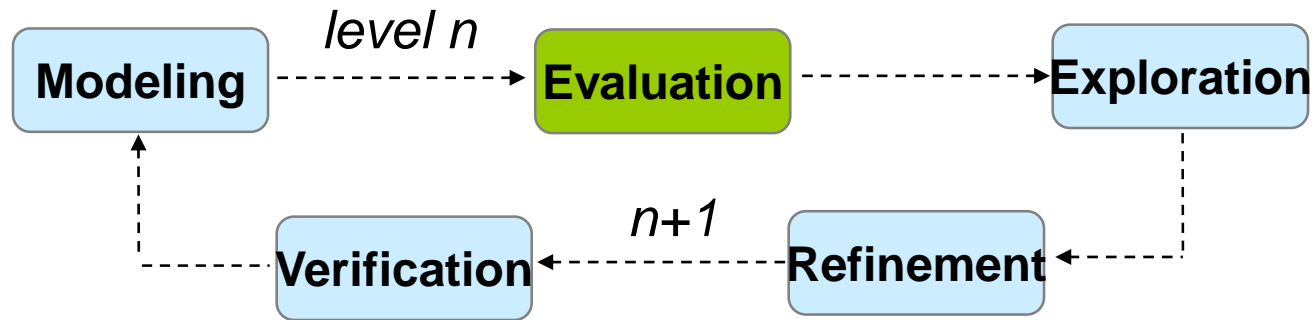 level n
Modeling
Evaluation
Exploration
n+1
Verification
Refinement